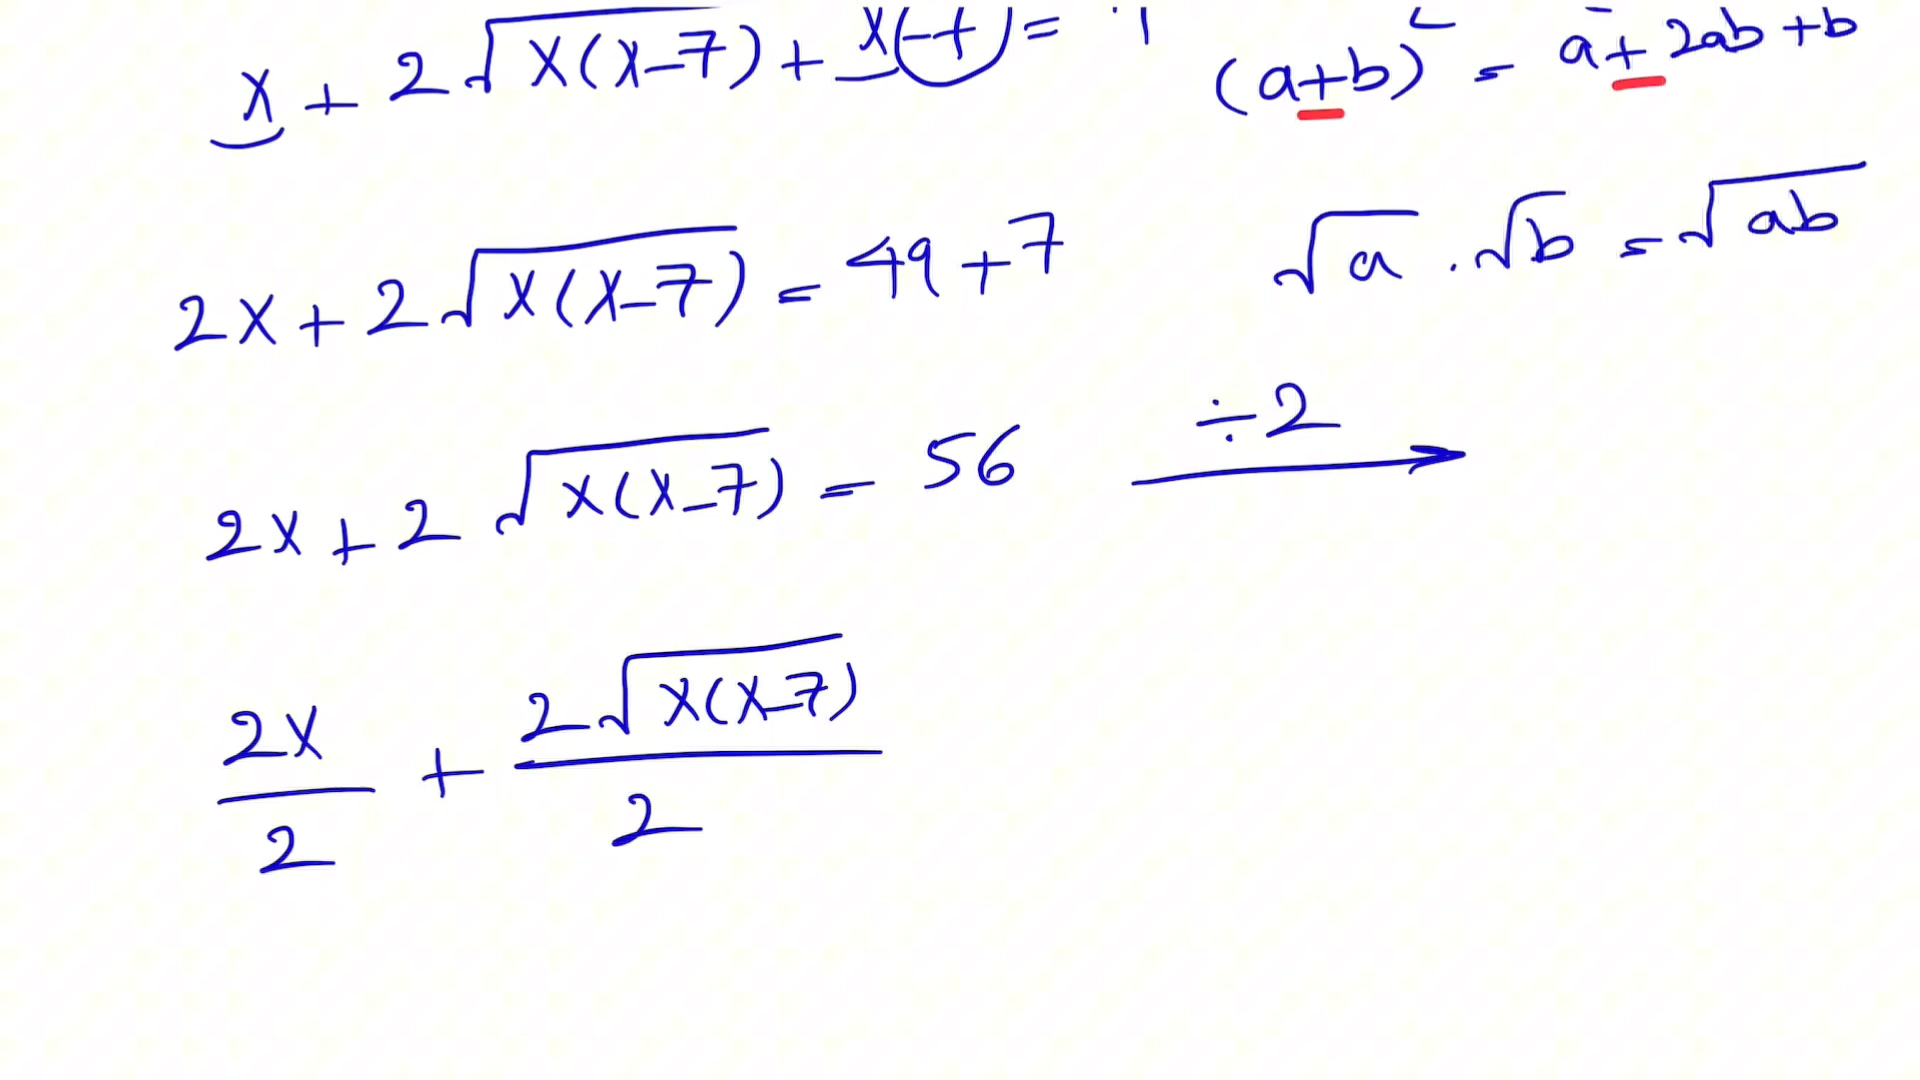 x + 2√x(x-7) + x(-7) =
(a+b)² = a² + 2ab + b
2x + 2√x(x-7) = 49 + 7
√a . √b = √ab
2x + 2√x(x-7) = 56
÷2
2x/2 + 2√x(x-7)/2